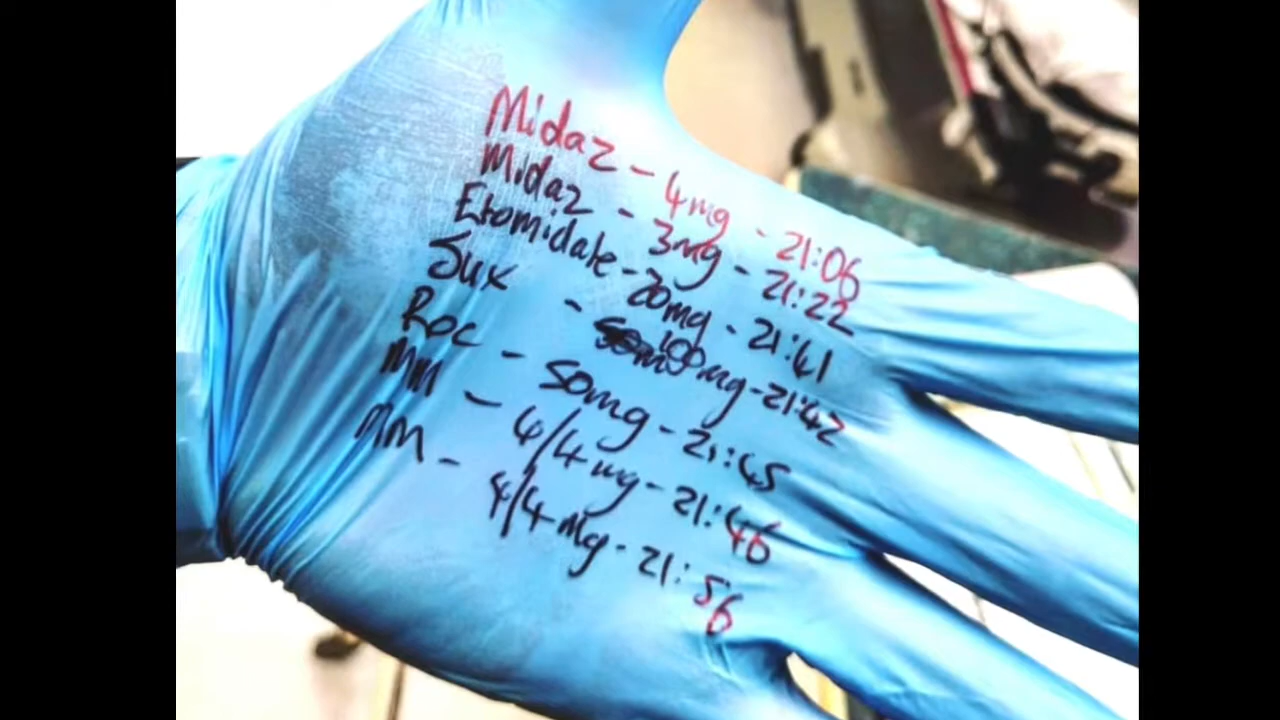 Midaz - 4mg - 21:06
Midaz - 3mg - 21:22
Etomidate - 20mg - 21:41
Sux - 100mg - 21:42
Roc - 50mg - 21:45
MM - 4/4mg - 21:46
MM - 4/4mg - 21:56